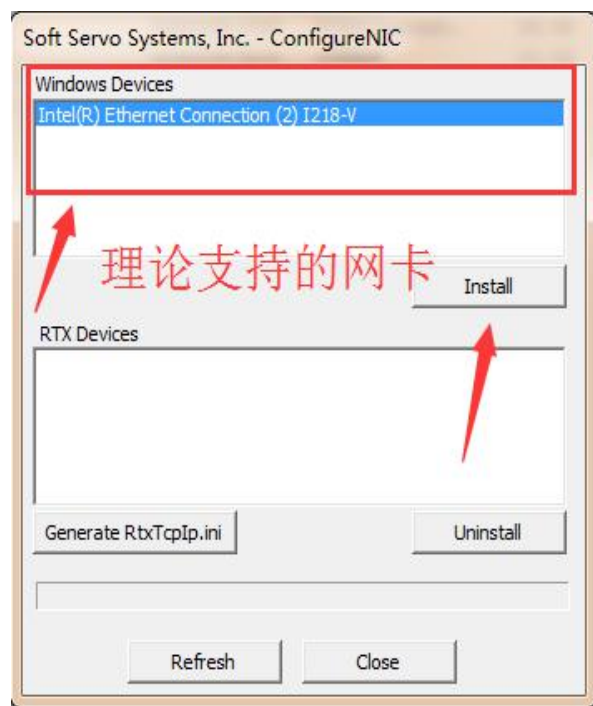 Soft Servo Systems, Inc. - ConfigureNIC
Windows Devices
Intel(R) Ethernet Connection (2) I218-V
理论支持的网卡
Install
RTX Devices
Generate RtxTcpIp.ini
Uninstall
Refresh
Close